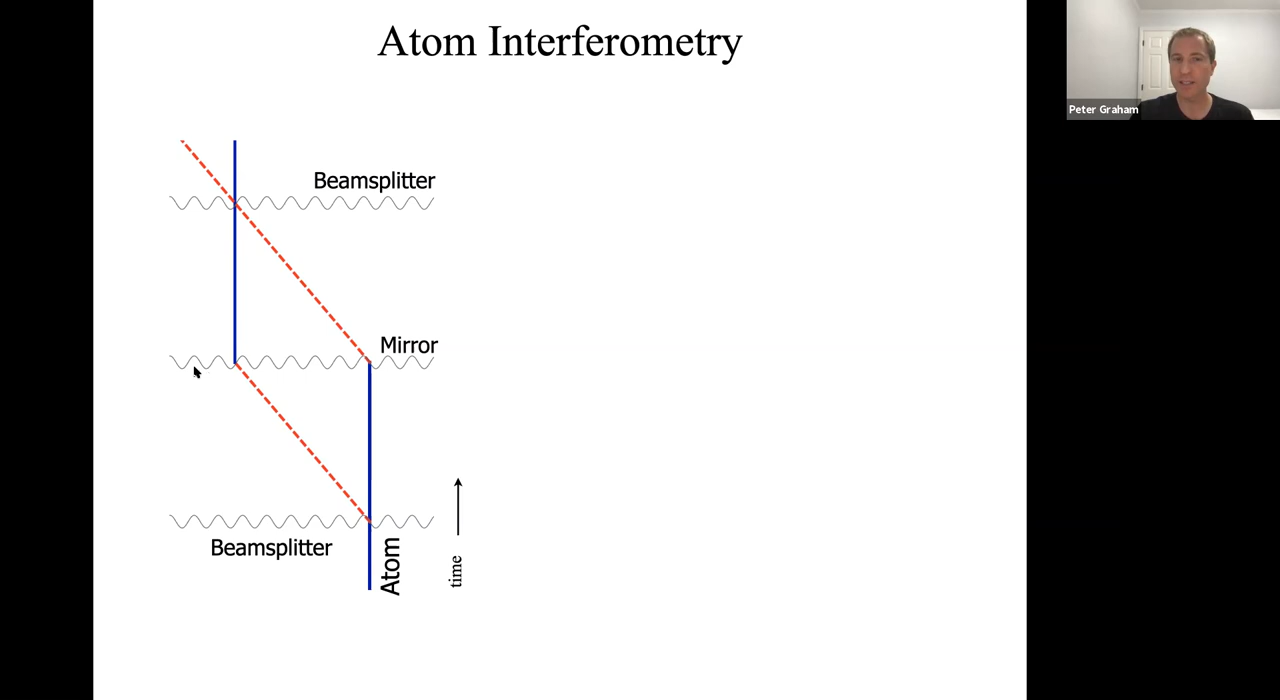 Atom Interferometry
Peter Graham
Beamsplitter
Mirror
Beamsplitter
Atom
time